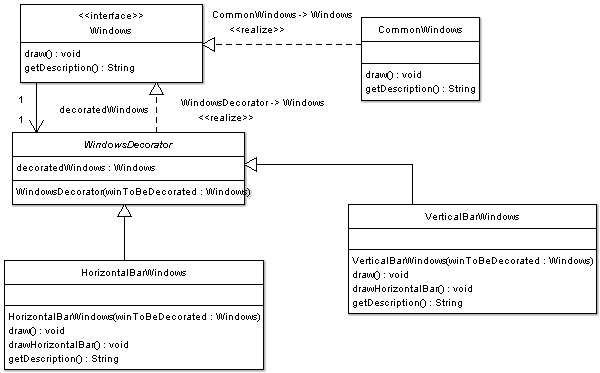 <<interface>>
Windows
draw() : void
getDescription() : String
CommonWindows -> Windows
<<realize>>
CommonWindows
draw() : void
getDescription() : String
1
1
decoratedWindows
WindowsDecorator -> Windows
<<realize>>
WindowsDecorator
decoratedWindows : Windows
WindowsDecorator(winToBeDecorated : Windows)
VerticalBarWindows
VerticalBarWindows(winToBeDecorated : Windows)
draw() : void
drawHorizontalBar() : void
getDescription() : String
HorizontalBarWindows
HorizontalBarWindows(winToBeDecorated : Windows)
draw() : void
drawHorizontalBar() : void
getDescription() : String